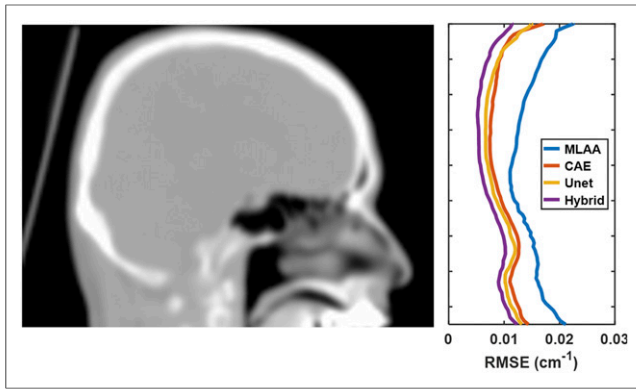 MLAA
CAE
Unet
Hybrid
0 0.01 0.02 0.03
RMSE (cm⁻¹)